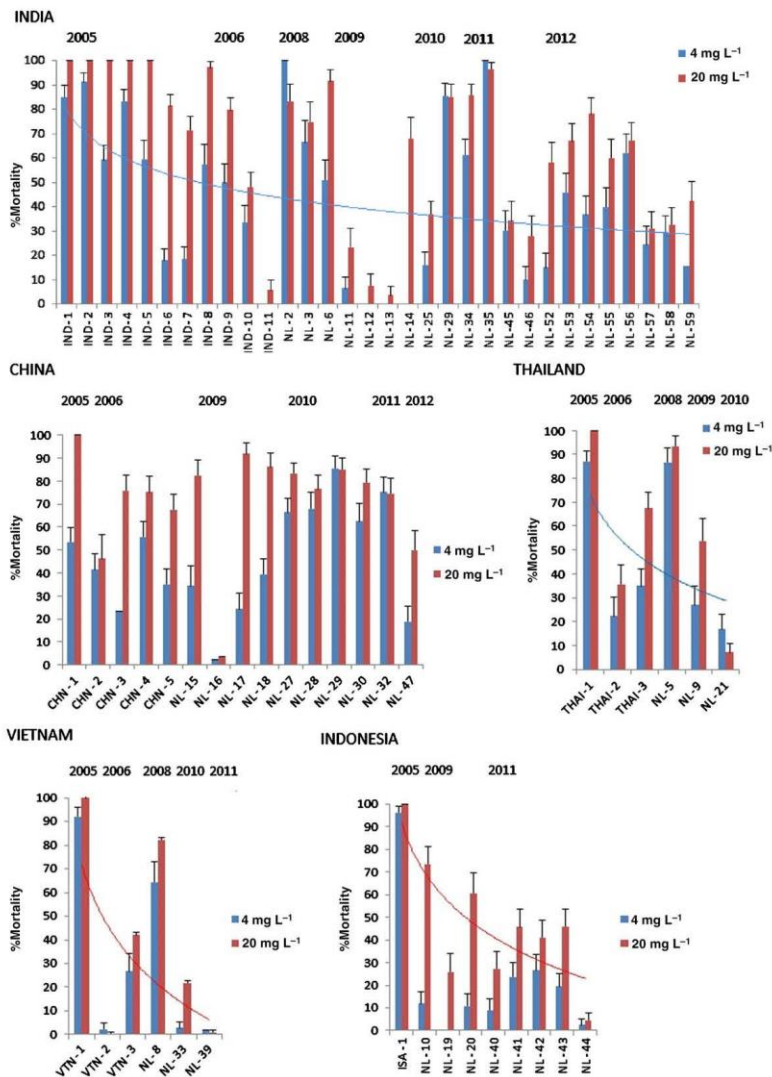 INDIA
2005 2006 2008 2009 2010 2011 2012
4 mg L⁻¹
20 mg L⁻¹
%Mortality
100
90
80
70
60
50
40
30
20
10
0
IND-1 IND-2 IND-3 IND-4 IND-5 IND-6 IND-7 IND-8 IND-9 IND-10 IND-11 NL-2 NL-3 NL-6 NL-11 NL-12 NL-13 NL-14 NL-25 NL-29 NL-34 NL-35 NL-45 NL-46 NL-52 NL-53 NL-54 NL-55 NL-56 NL-57 NL-58 NL-59
CHINA
2005 2006 2009 2010 2011 2012
4 mg L⁻¹
20 mg L⁻¹
%Mortality
100
90
80
70
60
50
40
30
20
10
0
CHN-1 CHN-2 CHN-3 CHN-4 CHN-5 NL-15 NL-16 NL-17 NL-18 NL-27 NL-28 NL-29 NL-30 NL-32 NL-47
THAILAND
2005 2006 2008 2009 2010
4 mg L⁻¹
20 mg L⁻¹
%Mortality
100
90
80
70
60
50
40
30
20
10
0
THAI-1 THAI-2 THAI-3 NL-5 NL-9 NL-21
VIETNAM
2005 2006 2008 2010 2011
4 mg L⁻¹
20 mg L⁻¹
%Mortality
100
90
80
70
60
50
40
30
20
10
0
VTN-1 VTN-2 VTN-3 NL-8 NL-33 NL-39
INDONESIA
2005 2009 2011
4 mg L⁻¹
20 mg L⁻¹
%Mortality
100
90
80
70
60
50
40
30
20
10
0
ISA-1 NL-10 NL-19 NL-20 NL-40 NL-41 NL-42 NL-43 NL-44